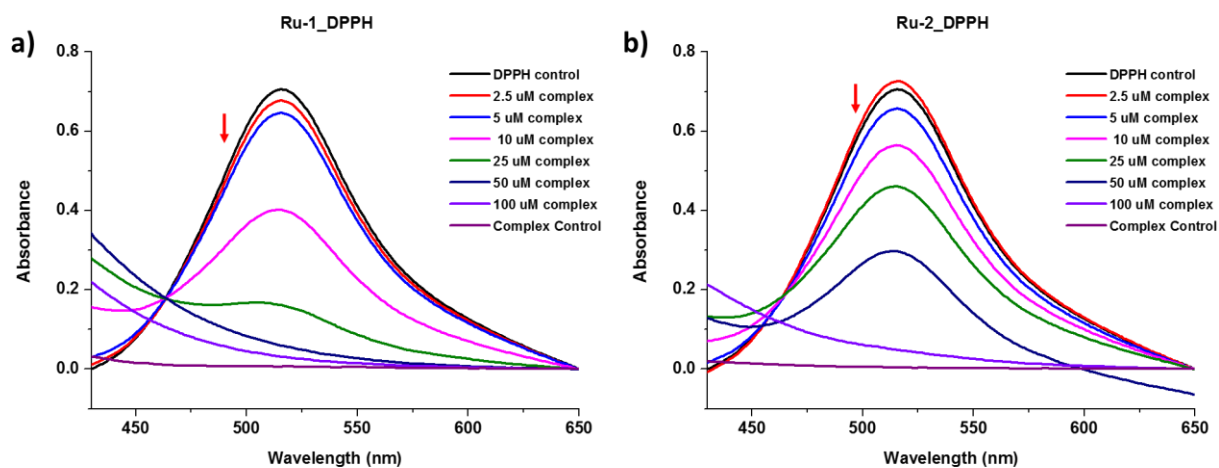 a)
Ru-1_DPPH
Absorbance
0.8
0.6
0.4
0.2
0.0
450
500
550
600
650
Wavelength (nm)
DPPH control
2.5 uM complex
5 uM complex
10 uM complex
25 uM complex
50 uM complex
100 uM complex
Complex Control
b)
Ru-2_DPPH
Absorbance
0.8
0.6
0.4
0.2
0.0
450
500
550
600
650
Wavelength (nm)
DPPH control
2.5 uM complex
5 uM complex
10 uM complex
25 uM complex
50 uM complex
100 uM complex
Complex Control